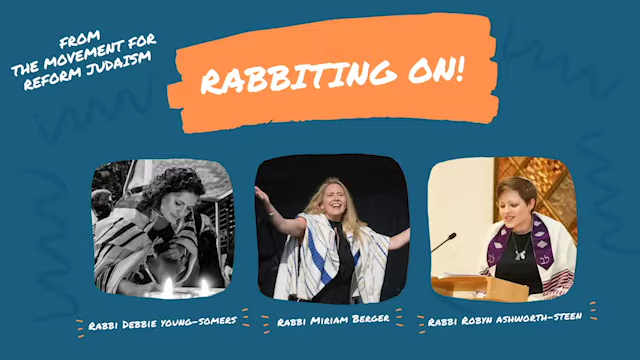 FROM
THE MOVEMENT FOR
REFORM JUDAISM
RABBITING ON!
RABBI DEBBIE YOUNG-SOMERS
RABBI MIRIAM BERGER
RABBI ROBYN ASHWORTH-STEEN